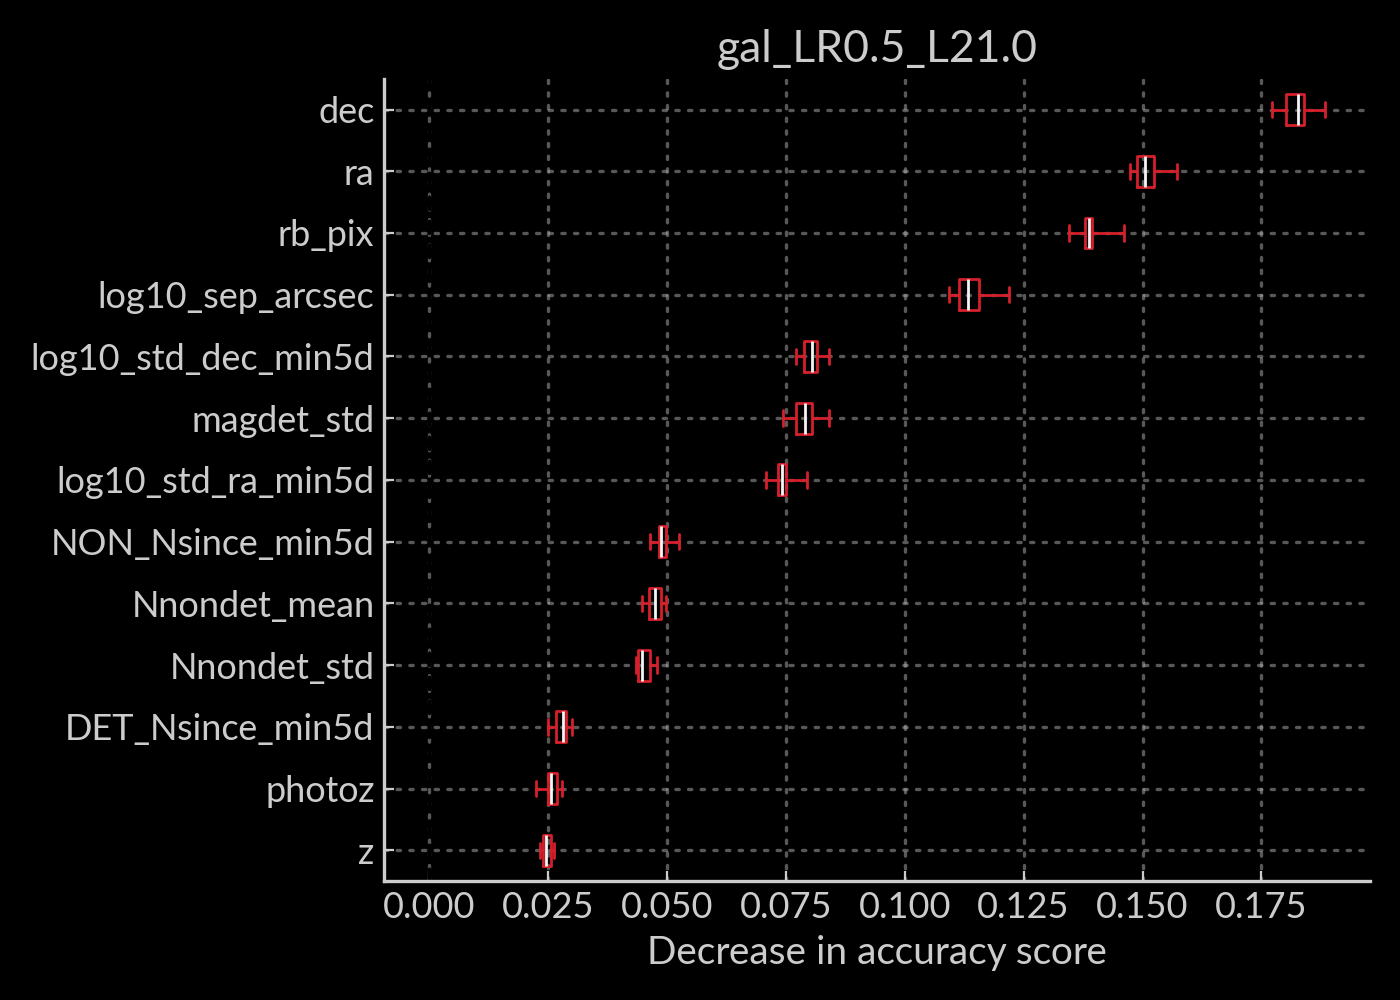 gal_LR0.5_L21.0
dec
ra
rb_pix
log10_sep_arcsec
log10_std_dec_min5d
magdet_std
log10_std_ra_min5d
NON_Nsince_min5d
Nnondet_mean
Nnondet_std
DET_Nsince_min5d
photoz
z
0.000 0.025 0.050 0.075 0.100 0.125 0.150 0.175
Decrease in accuracy score